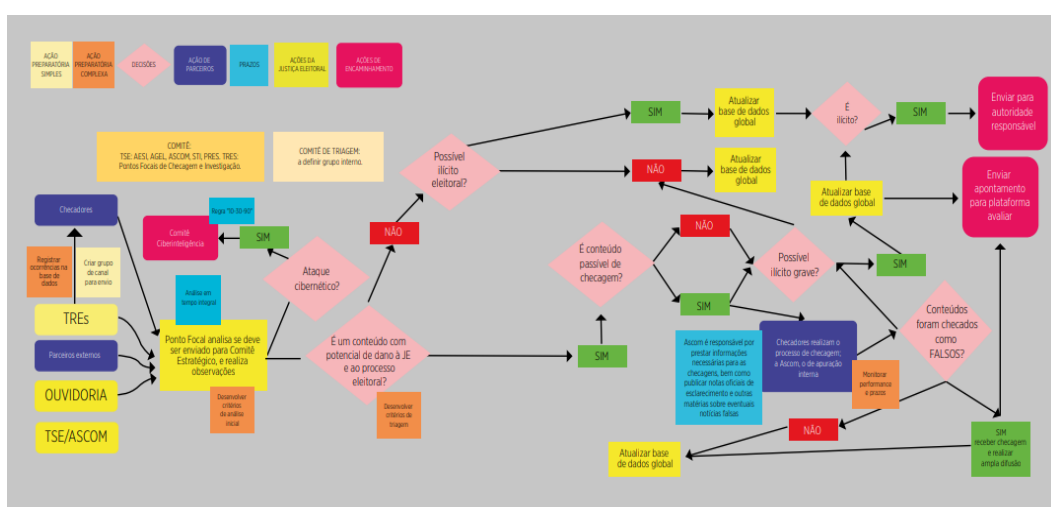 AÇÃO
PREPARATÓRIA
SIMPLES
AÇÃO
PREPARATÓRIA
COMPLEXA
DECISÕES
AÇÃO DE
PARCEIROS
PRAZOS
AÇÕES DA
JUSTIÇA ELEITORAL
AÇÕES DE
ENCAMINHAMENTO
COMITÊ:
TSE: AESI, AGEL, ASCOM, STI, PRES. TRES:
Pontos Focais de Checagem e Investigação.
COMITÊ DE TRIAGEM:
a definir grupo interno.
Possível
ilícito
eleitoral?
SIM
Atualizar
base de dados
global
É
ilícito?
SIM
Enviar para
autoridade
responsável
NÃO
Atualizar
base de dados
global
Atualizar base
de dados global
Enviar
apontamento
para plataforma
avaliar
Checadores
Comitê
Ciberinteligência
Regra "10-30-90"
SIM
NÃO
Registrar
ocorrências na
base de
dados
Criar grupo
de canal
para envio
Ataque
cibernético?
É conteúdo
passível de
checagem?
NÃO
Possível
ilícito grave?
SIM
SIM
Análise em
tempo integral
TREs
Ponto Focal analisa se deve
ser enviado para Comitê
Estratégico, e realiza
observações
É um conteúdo com
potencial de dano à JE
e ao processo
eleitoral?
SIM
Conteúdos
foram checados
como
FALSOS?
Parceiros externos
Ascom é responsável por
prestar informações
necessárias para as
checagens, bem como
publicar notas oficiais de
esclarecimento e outras
matérias sobre eventuais
notícias falsas
Checadores realizam o
processo de checagem;
a Ascom, o de apuração
interna
Monitorar
performance
e prazos
OUVIDORIA
Desenvolver
critérios
de análise
inicial
Desenvolver
critérios de
triagem
TSE/ASCOM
NÃO
SIM
receber checagem
e realizar
ampla difusão
Atualizar base
de dados global